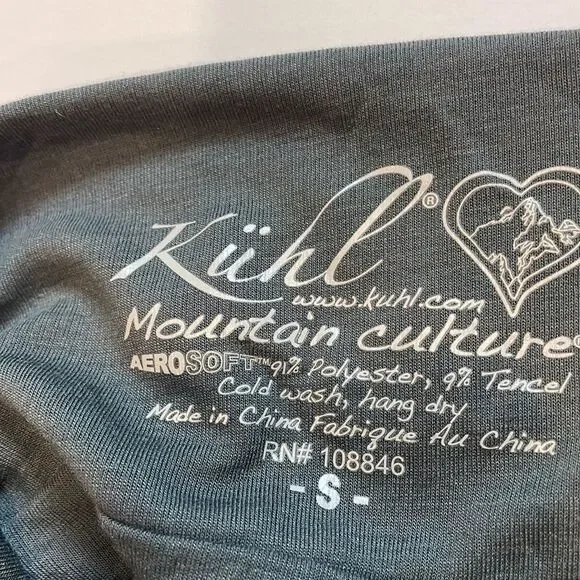 Kühl®
www.kuhl.com
Mountain culture®
AEROSOFT™ 91% Polyester, 9% Tencel
Cold wash, hang dry
Made in China Fabrique Au China
RN# 108846
- S -